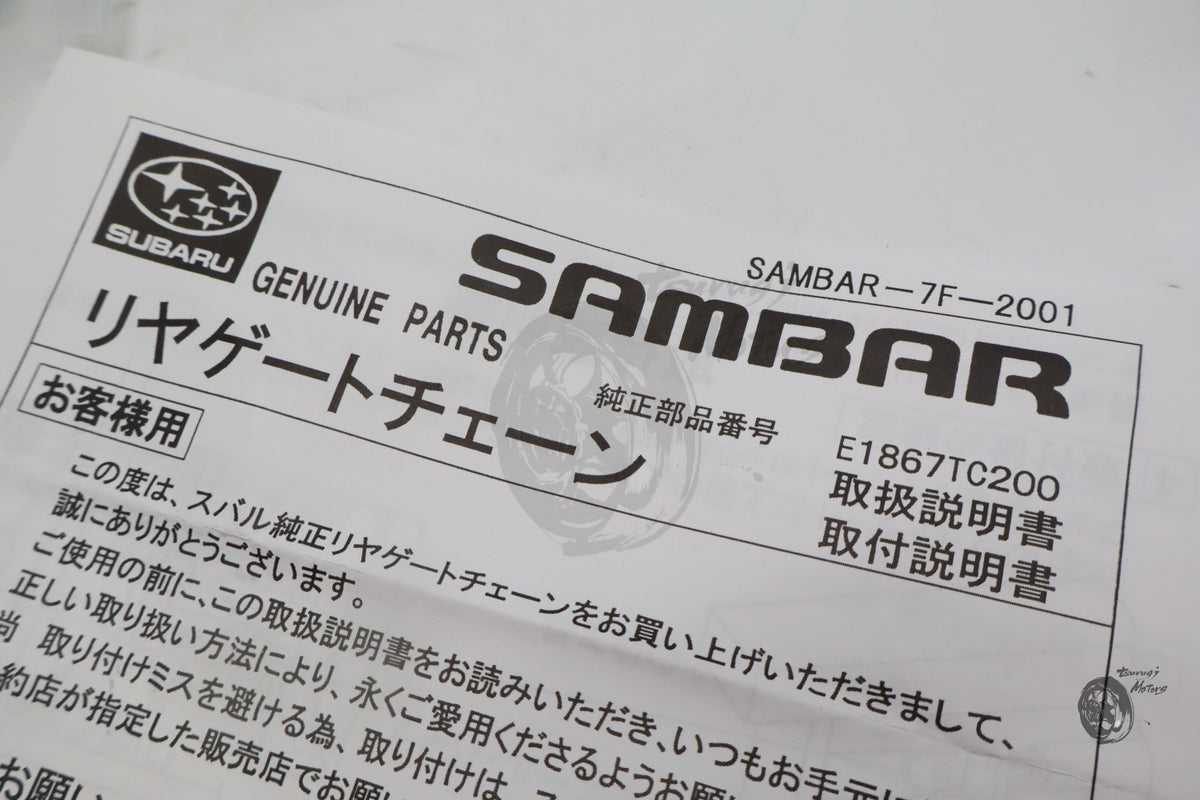 SAMBAR-7F-2001
SUBARU
GENUINE PARTS
SAMBAR
リヤゲートチェーン
純正部品番号
E1867TC200
取扱説明書
取付説明書
お客様用
この度は、スバル純正リヤゲートチェーンをお買い上げいただきまして、
誠にありがとうございます。
ご使用の前に、この取扱説明書をお読みいただき、いつもお手元に
正しい取り扱い方法により、永くご愛用くださるようお願
尚 取り付けミスを避ける為、取り付けは、ス
約店が指定した販売店でお願い
お願い
tsurugi
Motors